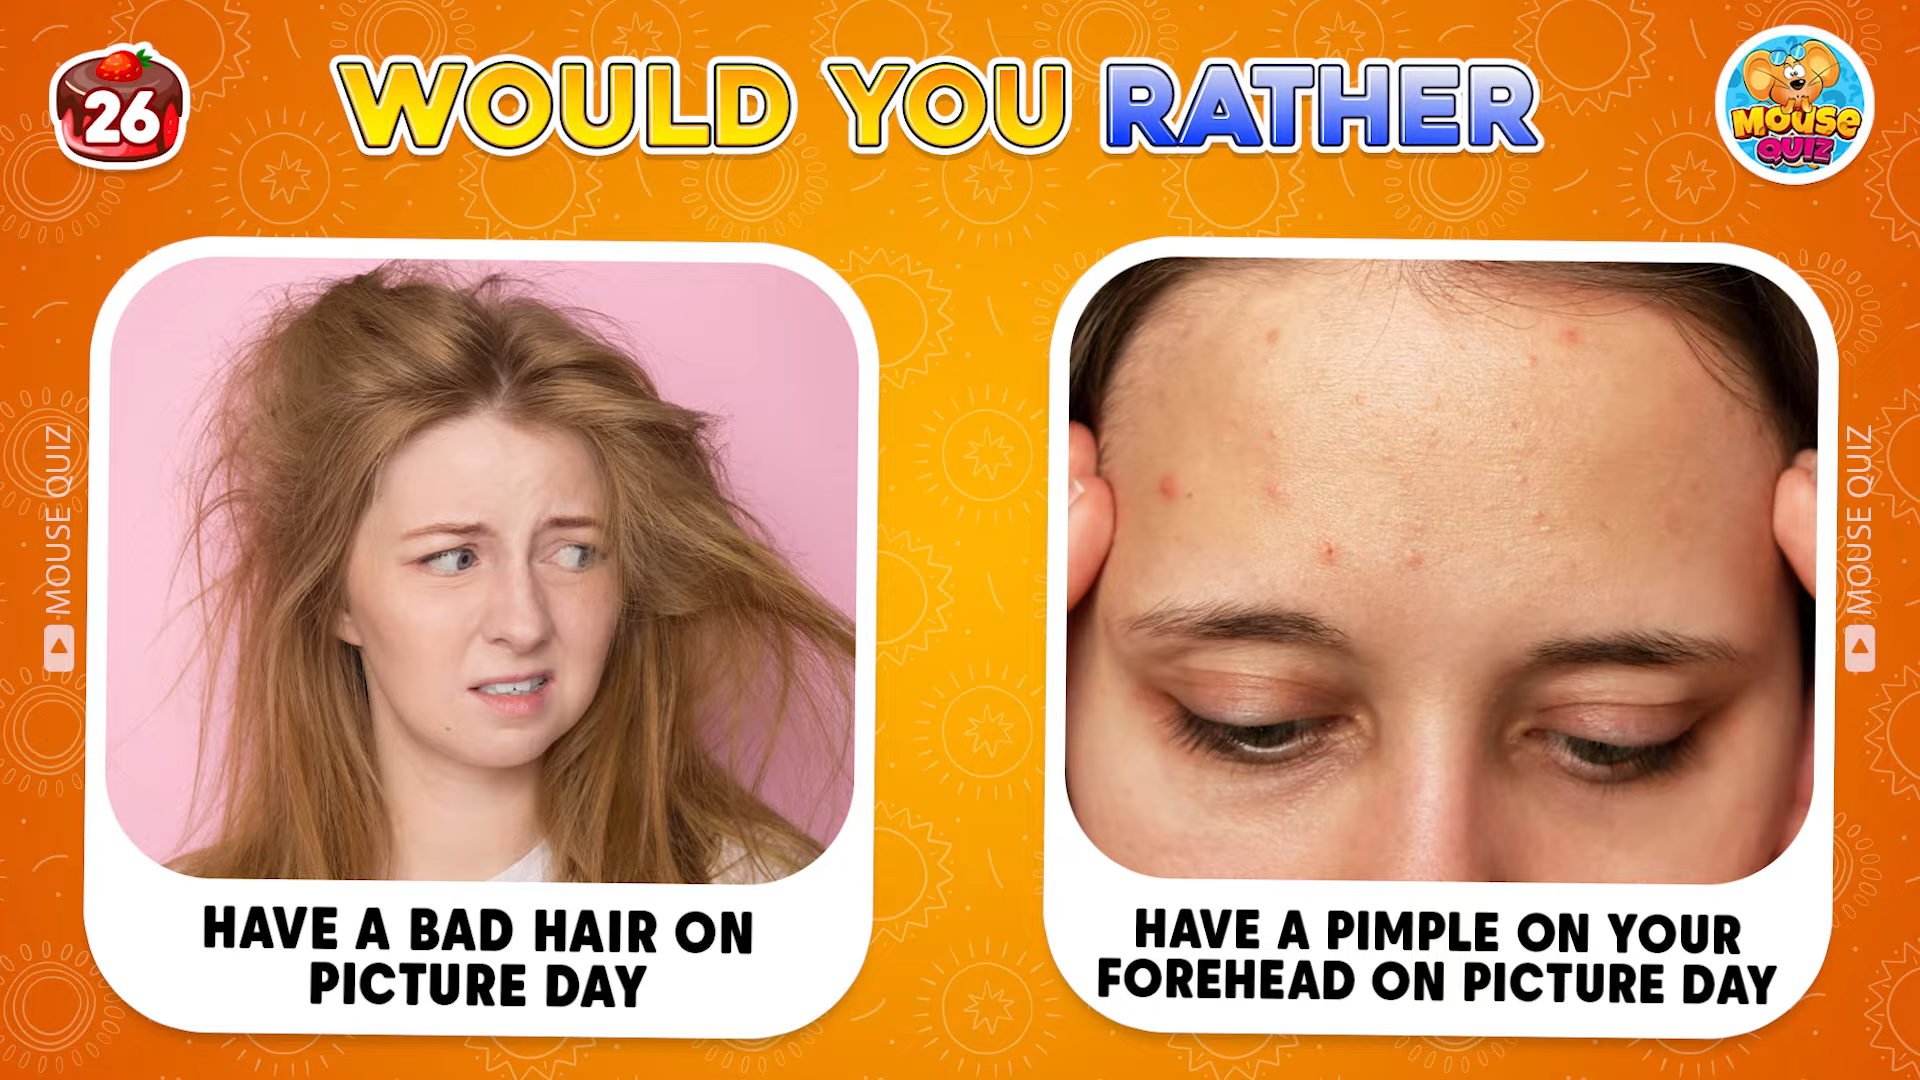 26
WOULD YOU RATHER
MOUSE
QUIZ
MOUSE QUIZ
MOUSE QUIZ
HAVE A BAD HAIR ON
PICTURE DAY
HAVE A PIMPLE ON YOUR
FOREHEAD ON PICTURE DAY